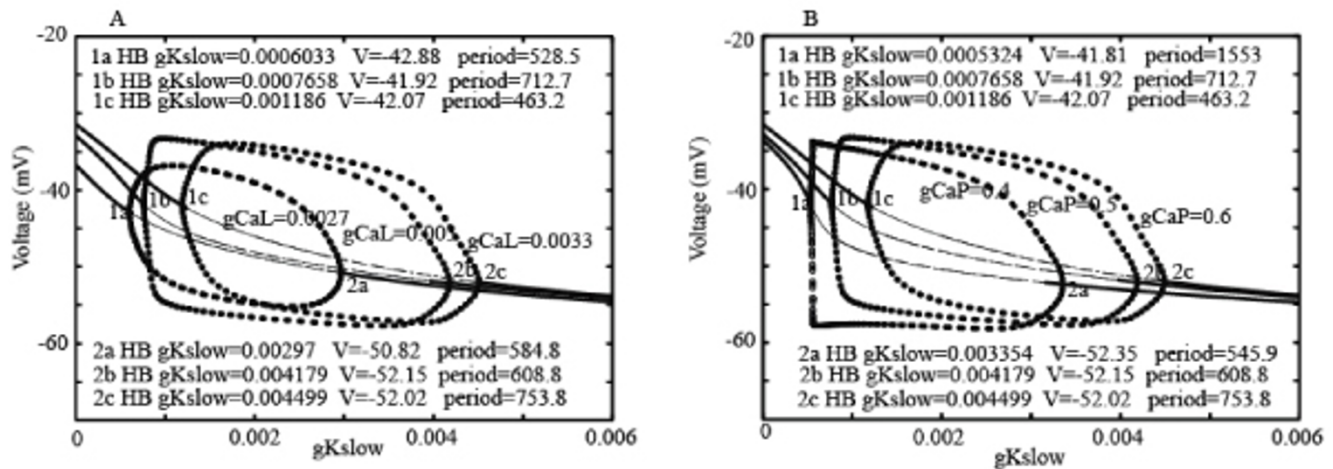 A
-20
1a HB gKslow=0.0006033 V=-42.88 period=528.5
1b HB gKslow=0.0007658 V=-41.92 period=712.7
1c HB gKslow=0.001186 V=-42.07 period=463.2
Voltage (mV)
-40
1a
1b
1c
gCaL=0.0027
gCaL=0.003
gCaL=0.0033
2a
2b
2c
-60
2a HB gKslow=0.00297 V=-50.82 period=584.8
2b HB gKslow=0.004179 V=-52.15 period=608.8
2c HB gKslow=0.004499 V=-52.02 period=753.8
0
0.002
0.004
0.006
gKslow
B
-20
1a HB gKslow=0.0005324 V=-41.81 period=1553
1b HB gKslow=0.0007658 V=-41.92 period=712.7
1c HB gKslow=0.001186 V=-42.07 period=463.2
Voltage (mV)
-40
1a
1b
1c
gCaP=0.4
gCaP=0.5
gCaP=0.6
2a
2b
2c
-60
2a HB gKslow=0.003354 V=-52.35 period=545.9
2b HB gKslow=0.004179 V=-52.15 period=608.8
2c HB gKslow=0.004499 V=-52.02 period=753.8
0
0.002
0.004
0.006
gKslow